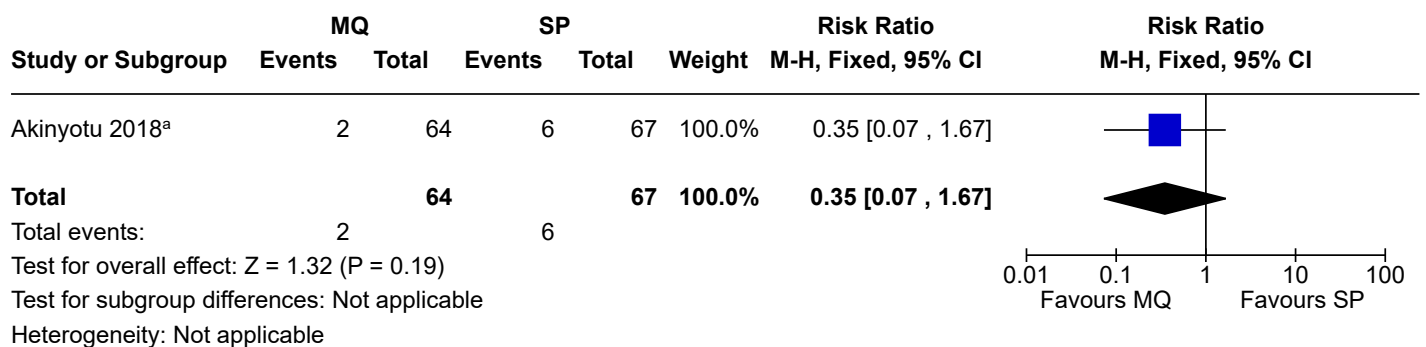 MQ SP Risk Ratio Risk Ratio
Study or Subgroup Events Total Events Total Weight M-H, Fixed, 95% CI M-H, Fixed, 95% CI
Akinyotu 2018ᵃ 2 64 6 67 100.0% 0.35 [0.07 , 1.67]
Total 64 67 100.0% 0.35 [0.07 , 1.67]
Total events: 2 6
Test for overall effect: Z = 1.32 (P = 0.19)
Test for subgroup differences: Not applicable
Heterogeneity: Not applicable
0.01 0.1 1 10 100
Favours MQ Favours SP